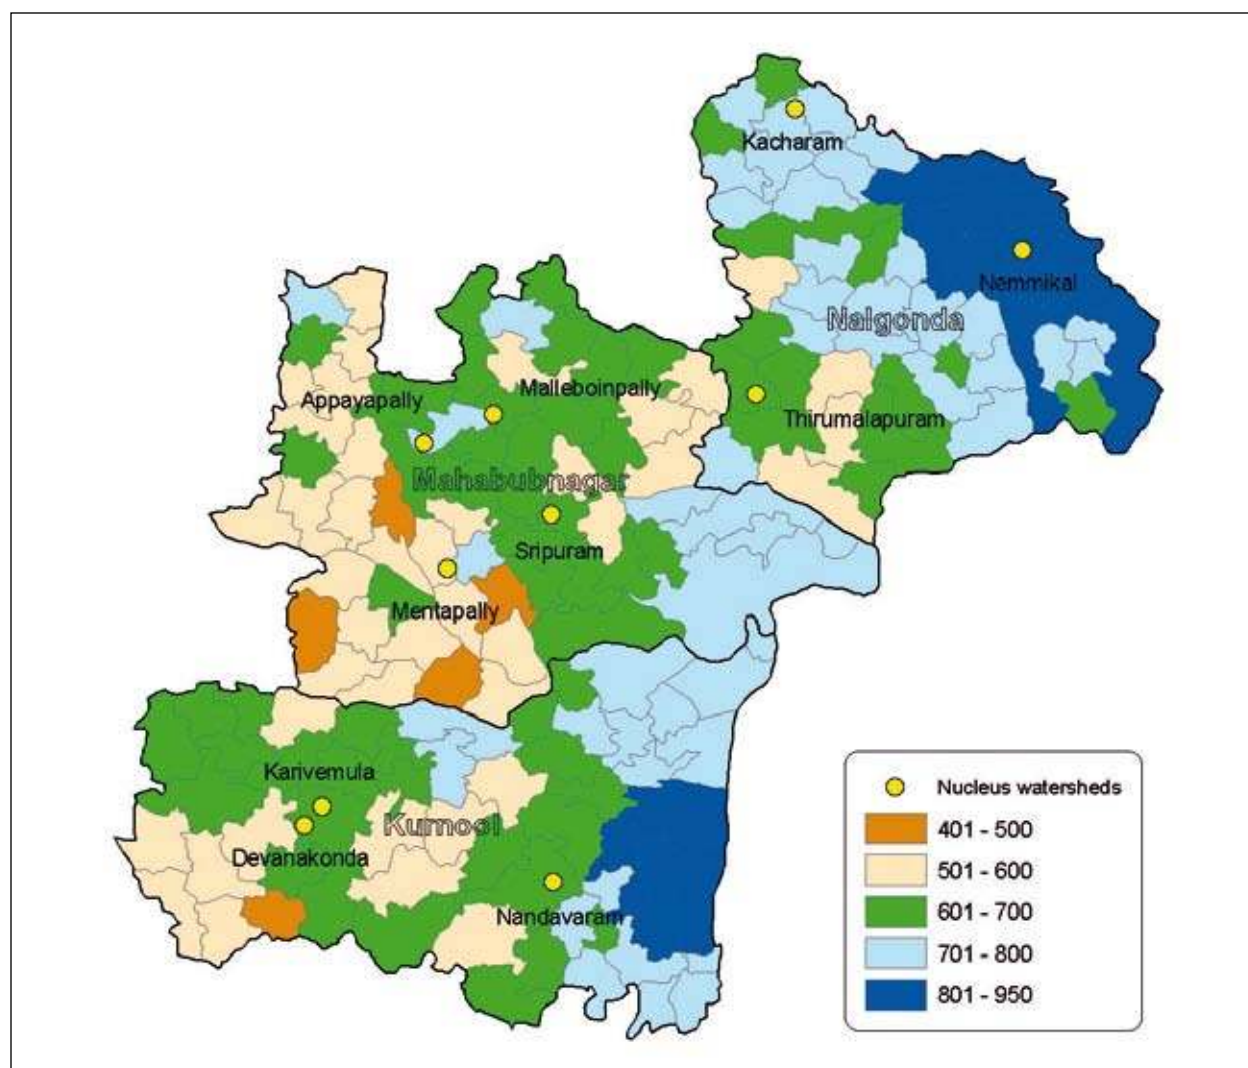 Kacharam
Nemmikal
Nalgonda
Malleboinpally
Appayapally
Thirumalapuram
Mahabubnagar
Sripuram
Mentapally
Karivemula
Kurnool
Devanakonda
Nandavaram
Nucleus watersheds
401 - 500
501 - 600
601 - 700
701 - 800
801 - 950